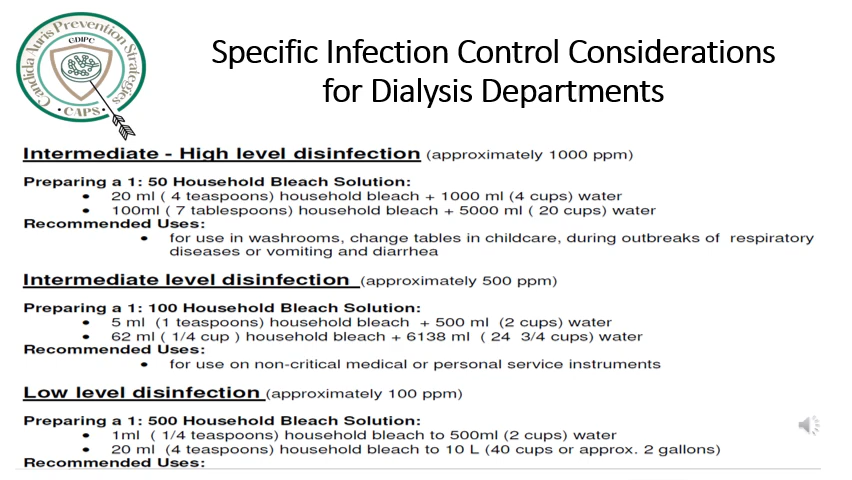 Candida Auris Prevention Strategies
GDIPC
• CAPS •
Specific Infection Control Considerations
for Dialysis Departments
Intermediate - High level disinfection (approximately 1000 ppm)
Preparing a 1: 50 Household Bleach Solution:
• 20 ml ( 4 teaspoons) household bleach + 1000 ml (4 cups) water
• 100ml ( 7 tablespoons) household bleach + 5000 ml ( 20 cups) water
Recommended Uses:
• for use in washrooms, change tables in childcare, during outbreaks of respiratory
diseases or vomiting and diarrhea
Intermediate level disinfection (approximately 500 ppm)
Preparing a 1: 100 Household Bleach Solution:
• 5 ml (1 teaspoons) household bleach + 500 ml (2 cups) water
• 62 ml ( 1/4 cup ) household bleach + 6138 ml ( 24 3/4 cups) water
Recommended Uses:
• for use on non-critical medical or personal service instruments
Low level disinfection (approximately 100 ppm)
Preparing a 1: 500 Household Bleach Solution:
• 1ml ( 1/4 teaspoons) household bleach to 500ml (2 cups) water
• 20 ml (4 teaspoons) household bleach to 10 L (40 cups or approx. 2 gallons)
Recommended Uses: